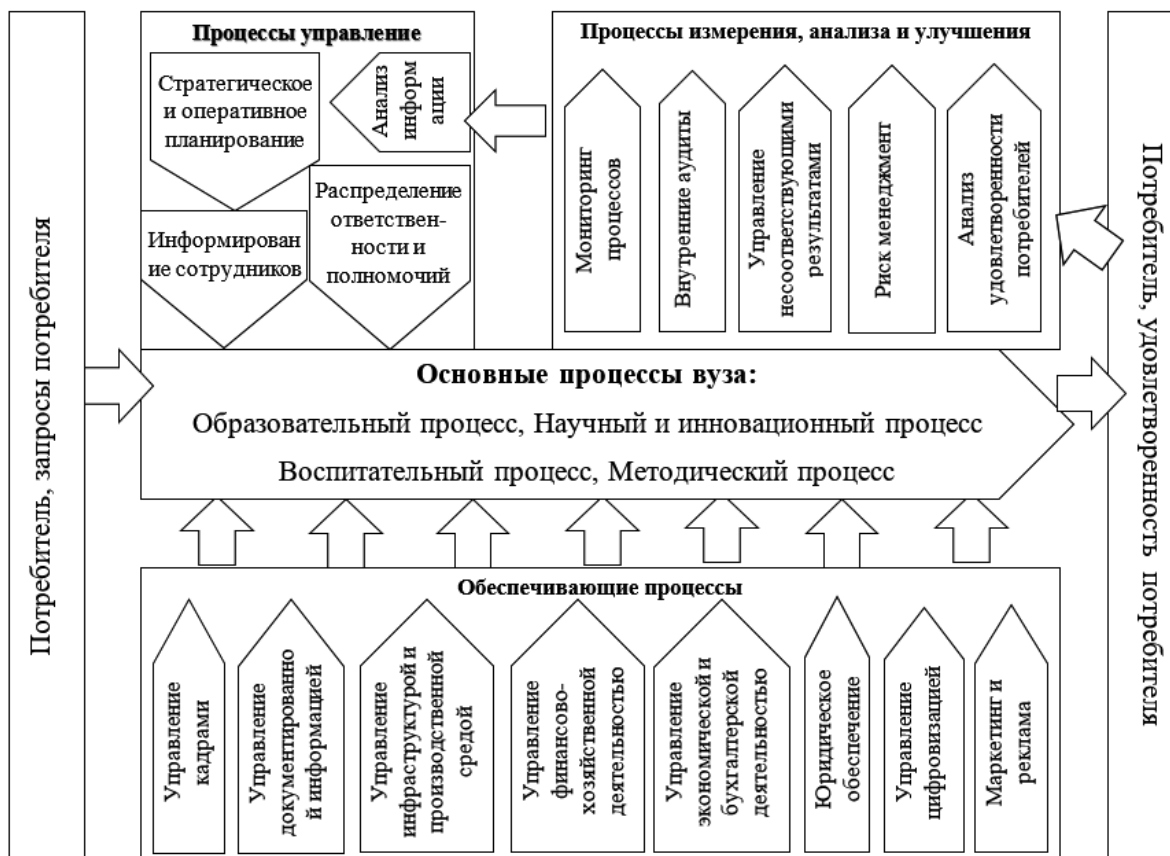 Потребитель, запросы потребителя
Процессы управление
Стратегическое
и оперативное
планирование
Анализ
информ
ации
Информирован
ие сотрудников
Распределение
ответствен-
ности и
полномочий
Процессы измерения, анализа и улучшения
Мониторинг
процессов
Внутренние аудиты
Управление
несоответствующими
результатами
Риск менеджмент
Анализ
удовлетворенности
потребителей
Основные процессы вуза:
Образовательный процесс, Научный и инновационный процесс
Воспитательный процесс, Методический процесс
Обеспечивающие процессы
Управление
кадрами
Управление
документированно
й информацией
Управление
инфраструктурой и
производственной
средой
Управление
финансово-
хозяйственной
деятельностью
Управление
экономической и
бухгалтерской
деятельностью
Юридическое
обеспечение
Управление
цифровизацией
Маркетинг и
реклама
Потребитель, удовлетворенность потребителя